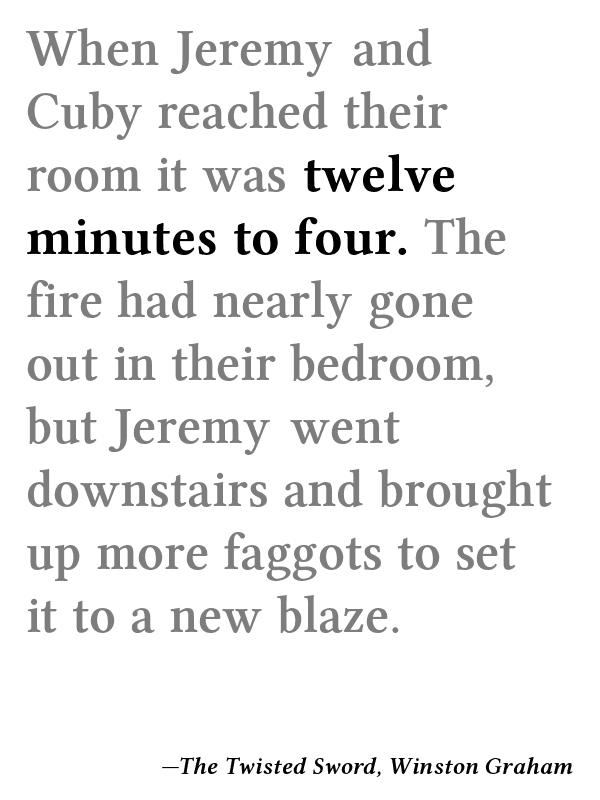 When Jeremy and
Cuby reached their
room it was twelve
minutes to four. The
fire had nearly gone
out in their bedroom,
but Jeremy went
downstairs and brought
up more faggots to set
it to a new blaze.
—The Twisted Sword, Winston Graham